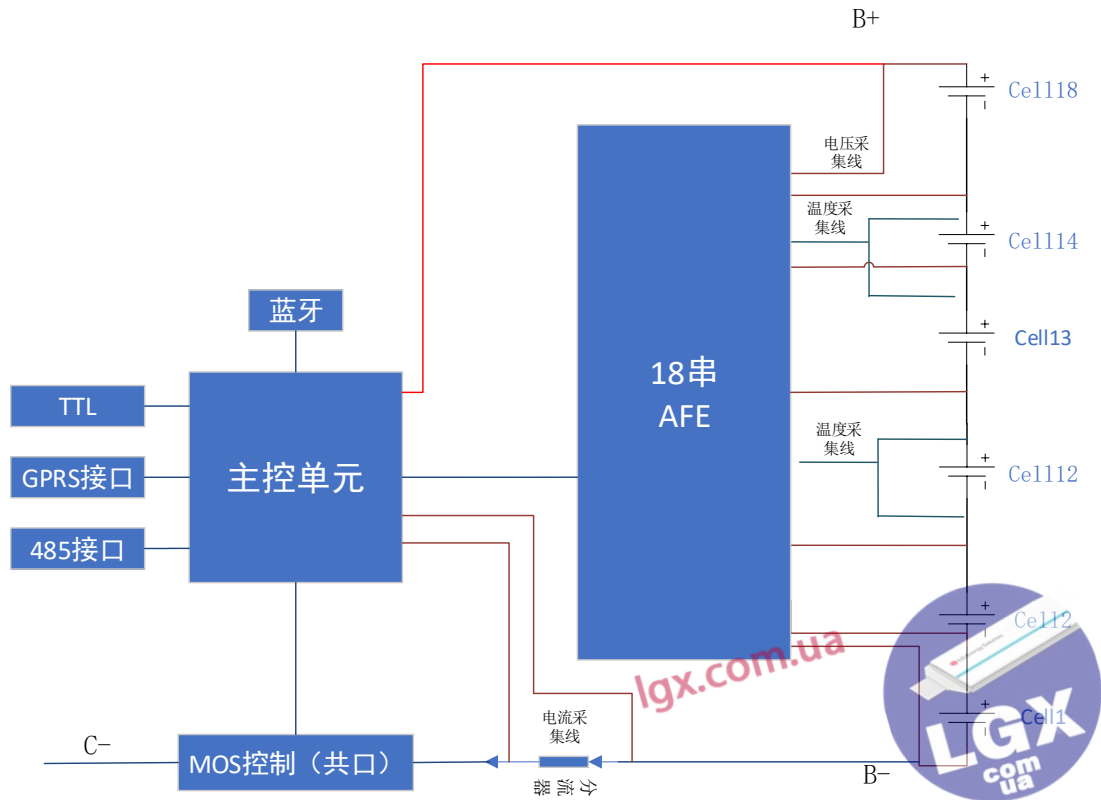 B+
Cell18
电压采
集线
温度采
集线
Cell14
蓝牙
Cell13
18串
AFE
TTL
GPRS接口
485接口
主控单元
温度采
集线
Cell12
Cell2
lgx.com.ua
Cell1
电流采
集线
C-
MOS控制（共口）
分流器
B-
LGX
com
ua